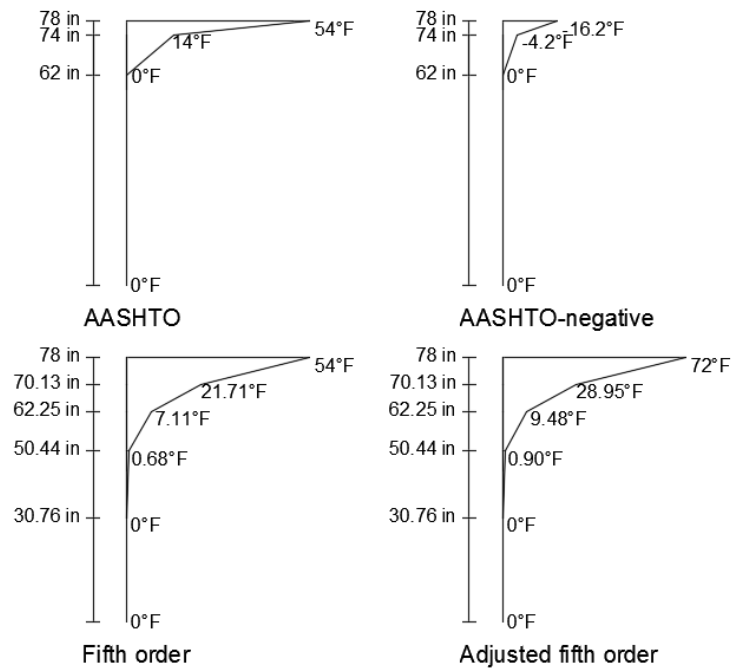 78 in
74 in
62 in
54°F
14°F
0°F
0°F
AASHTO
78 in
74 in
62 in
-16.2°F
-4.2°F
0°F
0°F
AASHTO-negative
78 in
70.13 in
62.25 in
50.44 in
30.76 in
54°F
21.71°F
7.11°F
0.68°F
0°F
0°F
Fifth order
78 in
70.13 in
62.25 in
50.44 in
30.76 in
72°F
28.95°F
9.48°F
0.90°F
0°F
0°F
Adjusted fifth order